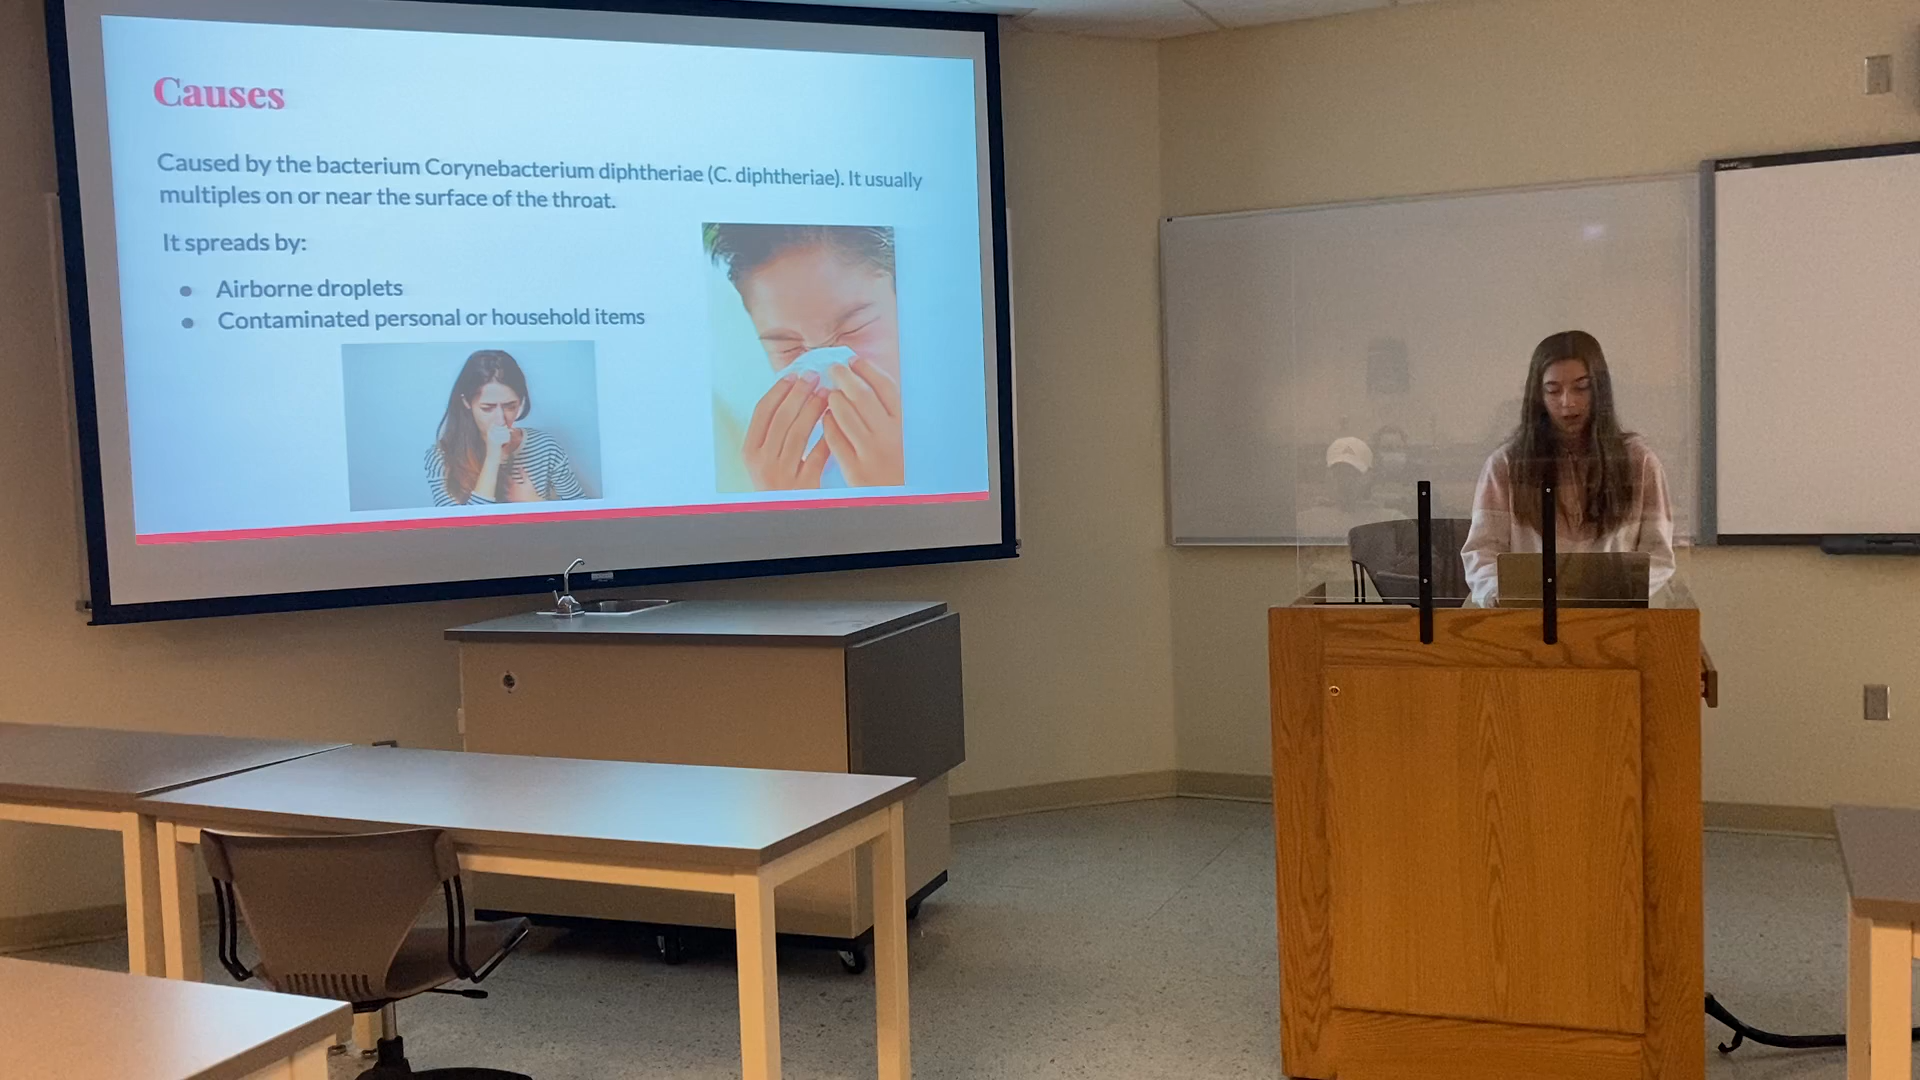 Causes
Caused by the bacterium Corynebacterium diphtheriae (C. diphtheriae). It usually
multiples on or near the surface of the throat.
It spreads by:
● Airborne droplets
● Contaminated personal or household items